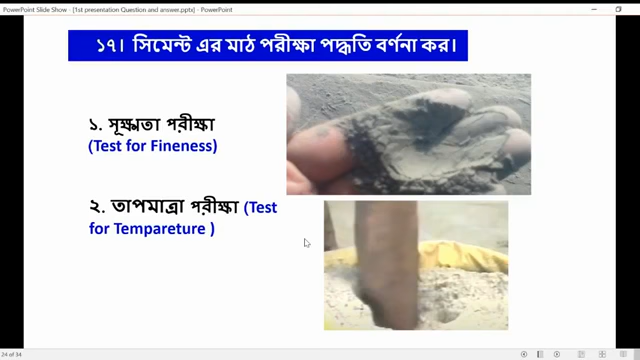 PowerPoint Slide Show - [1st presentation Question and answer.pptx] - PowerPoint
১৭। সিমেন্ট এর মাঠ পরীক্ষা পদ্ধতি বর্ণনা কর।
১. সূক্ষ্মতা পরীক্ষা
(Test for Fineness)
২. তাপমাত্রা পরীক্ষা (Test
for Tempareture )
24 of 34